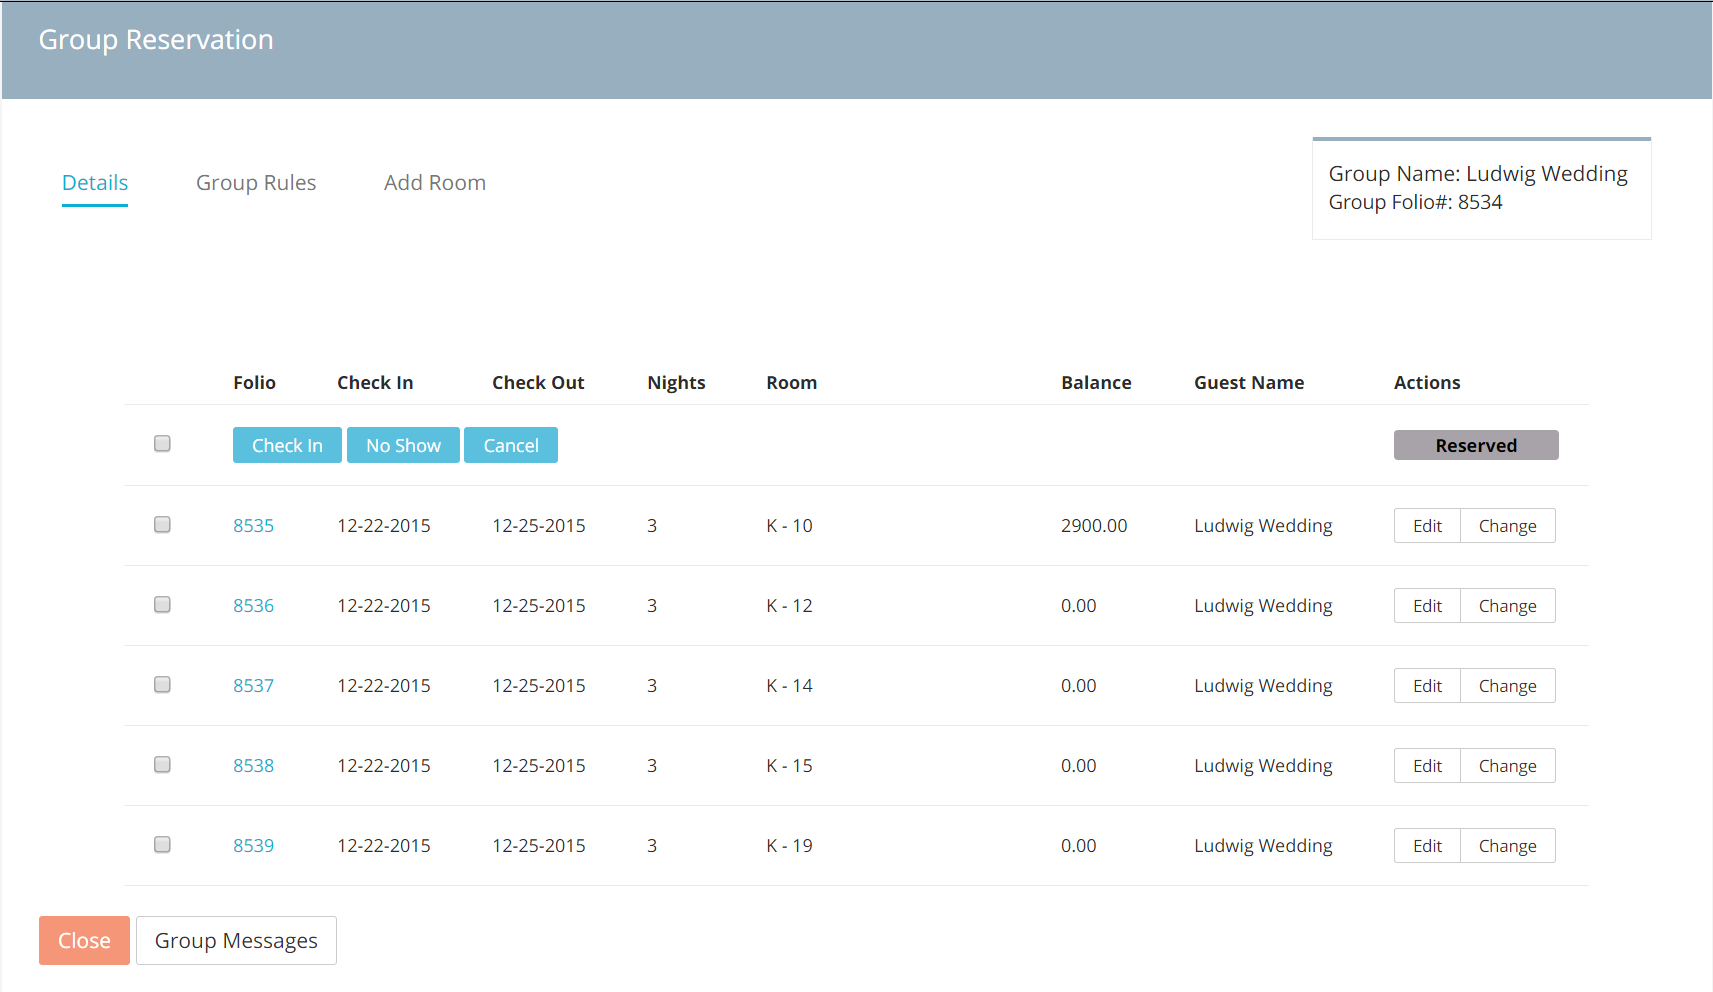 Group Reservation
Details Group Rules Add Room
Group Name: Ludwig Wedding
Group Folio#: 8534
Folio Check In Check Out Nights Room Balance Guest Name Actions
Check In No Show Cancel Reserved
8535 12-22-2015 12-25-2015 3 K - 10 2900.00 Ludwig Wedding Edit Change
8536 12-22-2015 12-25-2015 3 K - 12 0.00 Ludwig Wedding Edit Change
8537 12-22-2015 12-25-2015 3 K - 14 0.00 Ludwig Wedding Edit Change
8538 12-22-2015 12-25-2015 3 K - 15 0.00 Ludwig Wedding Edit Change
8539 12-22-2015 12-25-2015 3 K - 19 0.00 Ludwig Wedding Edit Change
Close Group Messages